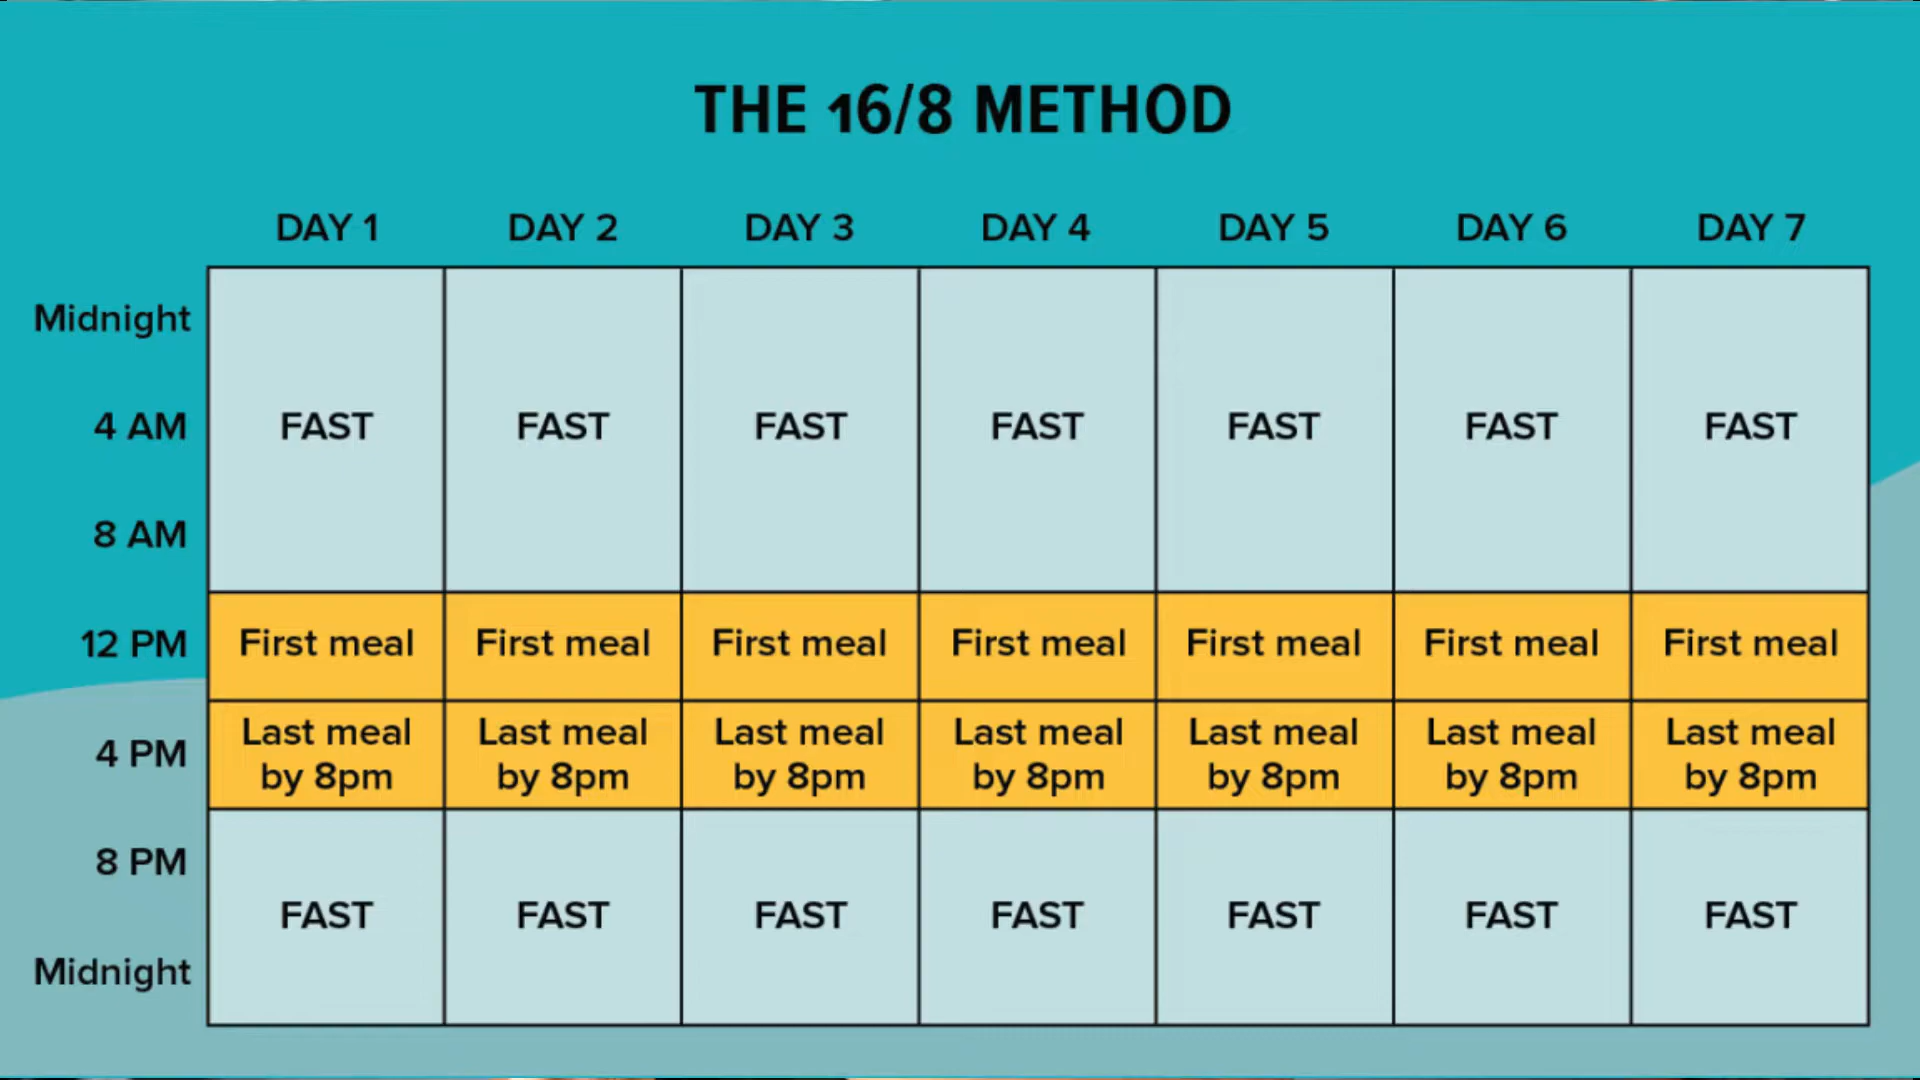 THE 16/8 METHOD
DAY 1 DAY 2 DAY 3 DAY 4 DAY 5 DAY 6 DAY 7
Midnight
4 AM FAST FAST FAST FAST FAST FAST FAST
8 AM
12 PM First meal First meal First meal First meal First meal First meal First meal
Last meal Last meal Last meal Last meal Last meal Last meal Last meal
4 PM
by 8pm by 8pm by 8pm by 8pm by 8pm by 8pm by 8pm
8 PM
FAST FAST FAST FAST FAST FAST FAST
Midnight